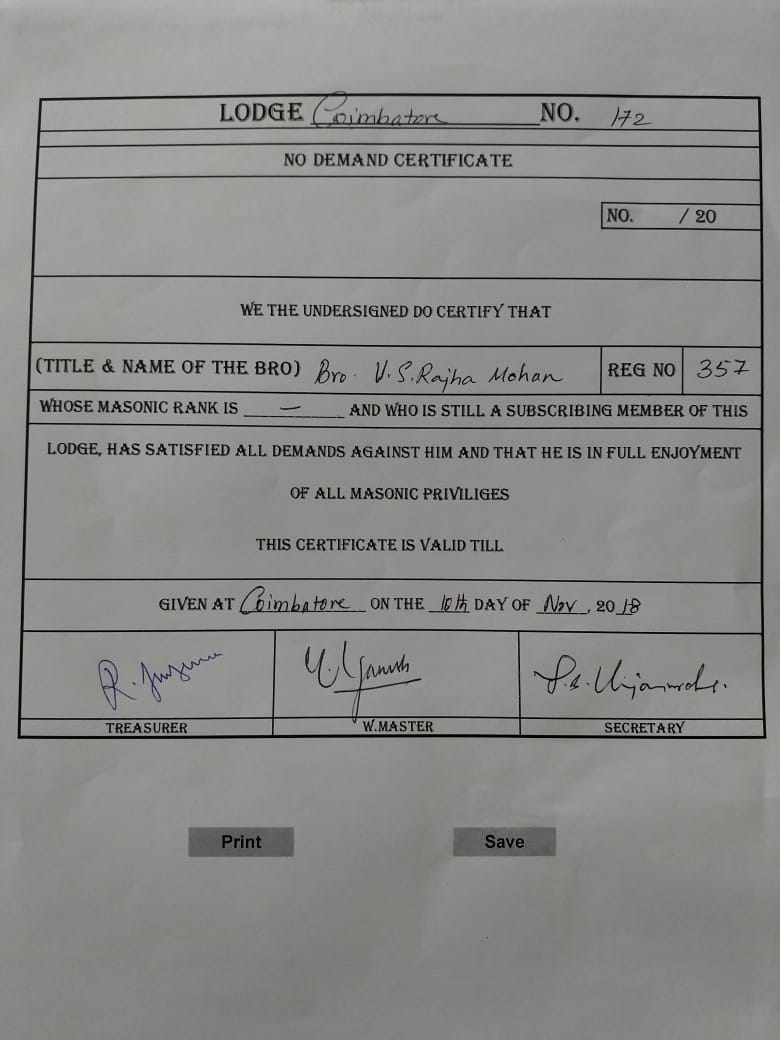 LODGE Coimbatore NO. 172
NO DEMAND CERTIFICATE
NO. / 20
WE THE UNDERSIGNED DO CERTIFY THAT
(TITLE & NAME OF THE BRO) Bro. V. S. Rajha Mohan REG NO 357
WHOSE MASONIC RANK IS — AND WHO IS STILL A SUBSCRIBING MEMBER OF THIS
LODGE, HAS SATISFIED ALL DEMANDS AGAINST HIM AND THAT HE IS IN FULL ENJOYMENT
OF ALL MASONIC PRIVILIGES
THIS CERTIFICATE IS VALID TILL
GIVEN AT Coimbatore ON THE 10th DAY OF Nov, 2018
TREASURER W.MASTER SECRETARY
Print Save